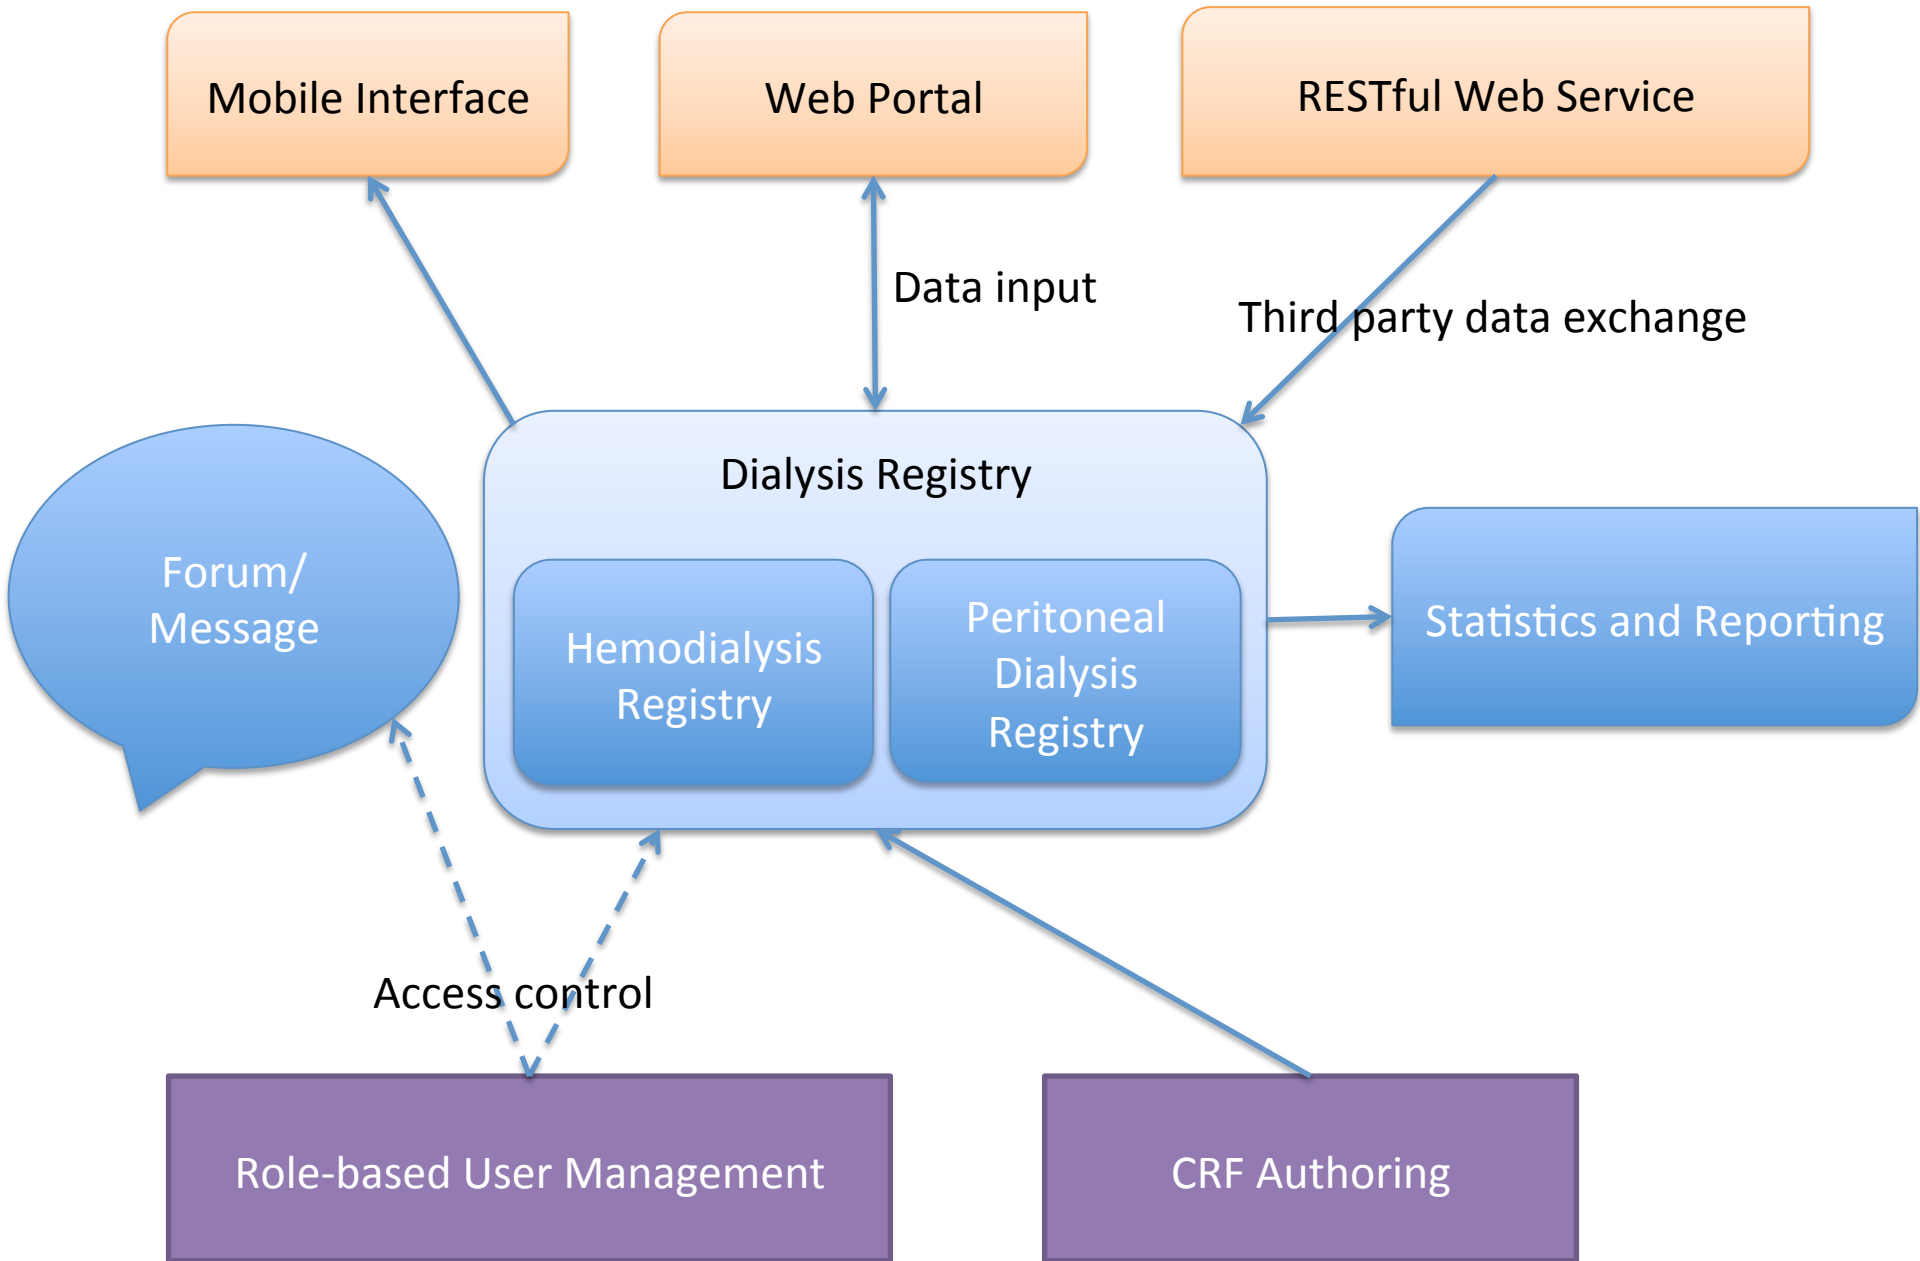 Mobile Interface
Web Portal
RESTful Web Service
Data input
Third party data exchange
Dialysis Registry
Forum/
Message
Hemodialysis
Registry
Peritoneal
Dialysis
Registry
Statistics and Reporting
Access control
Role-based User Management
CRF Authoring